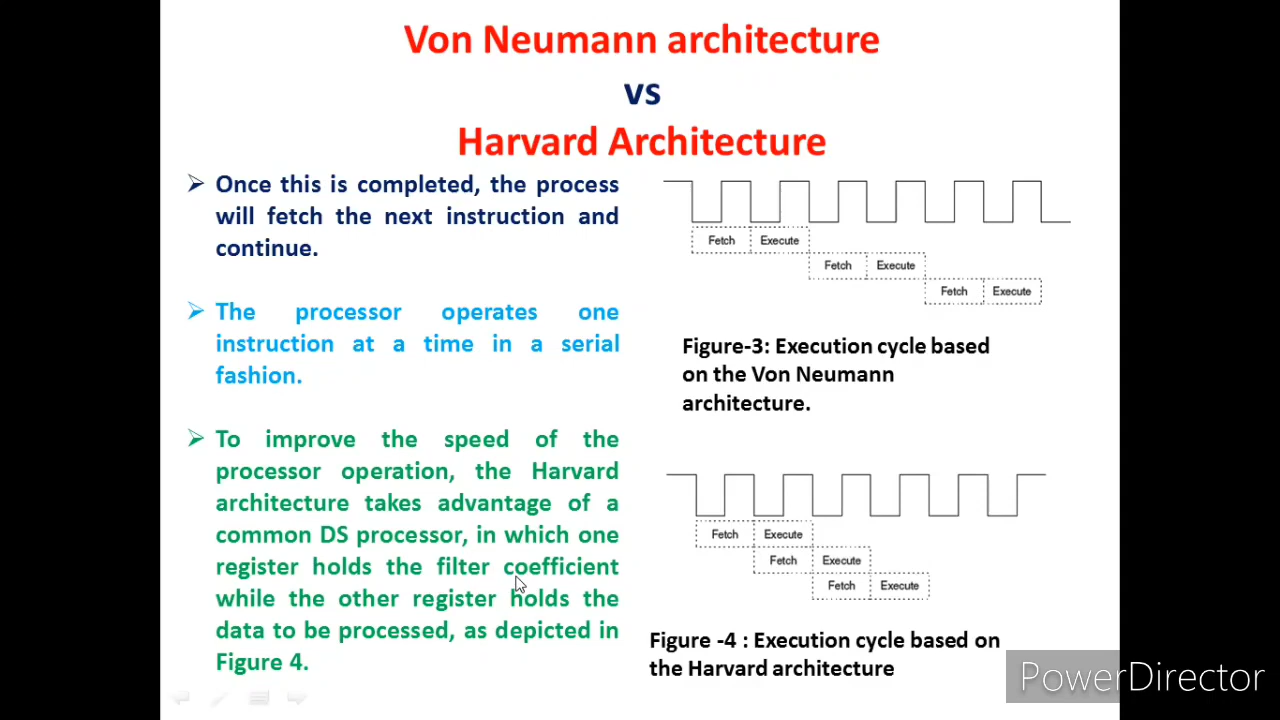 Von Neumann architecture
vs
Harvard Architecture
Once this is completed, the process
will fetch the next instruction and
continue.
The processor operates one
instruction at a time in a serial
fashion.
To improve the speed of the
processor operation, the Harvard
architecture takes advantage of a
common DS processor, in which one
register holds the filter coefficient
while the other register holds the
data to be processed, as depicted in
Figure 4.
Fetch Execute
Fetch Execute
Fetch Execute
Figure-3: Execution cycle based
on the Von Neumann
architecture.
Fetch Execute
Fetch Execute
Fetch Execute
Figure -4 : Execution cycle based on
the Harvard architecture
PowerDirector